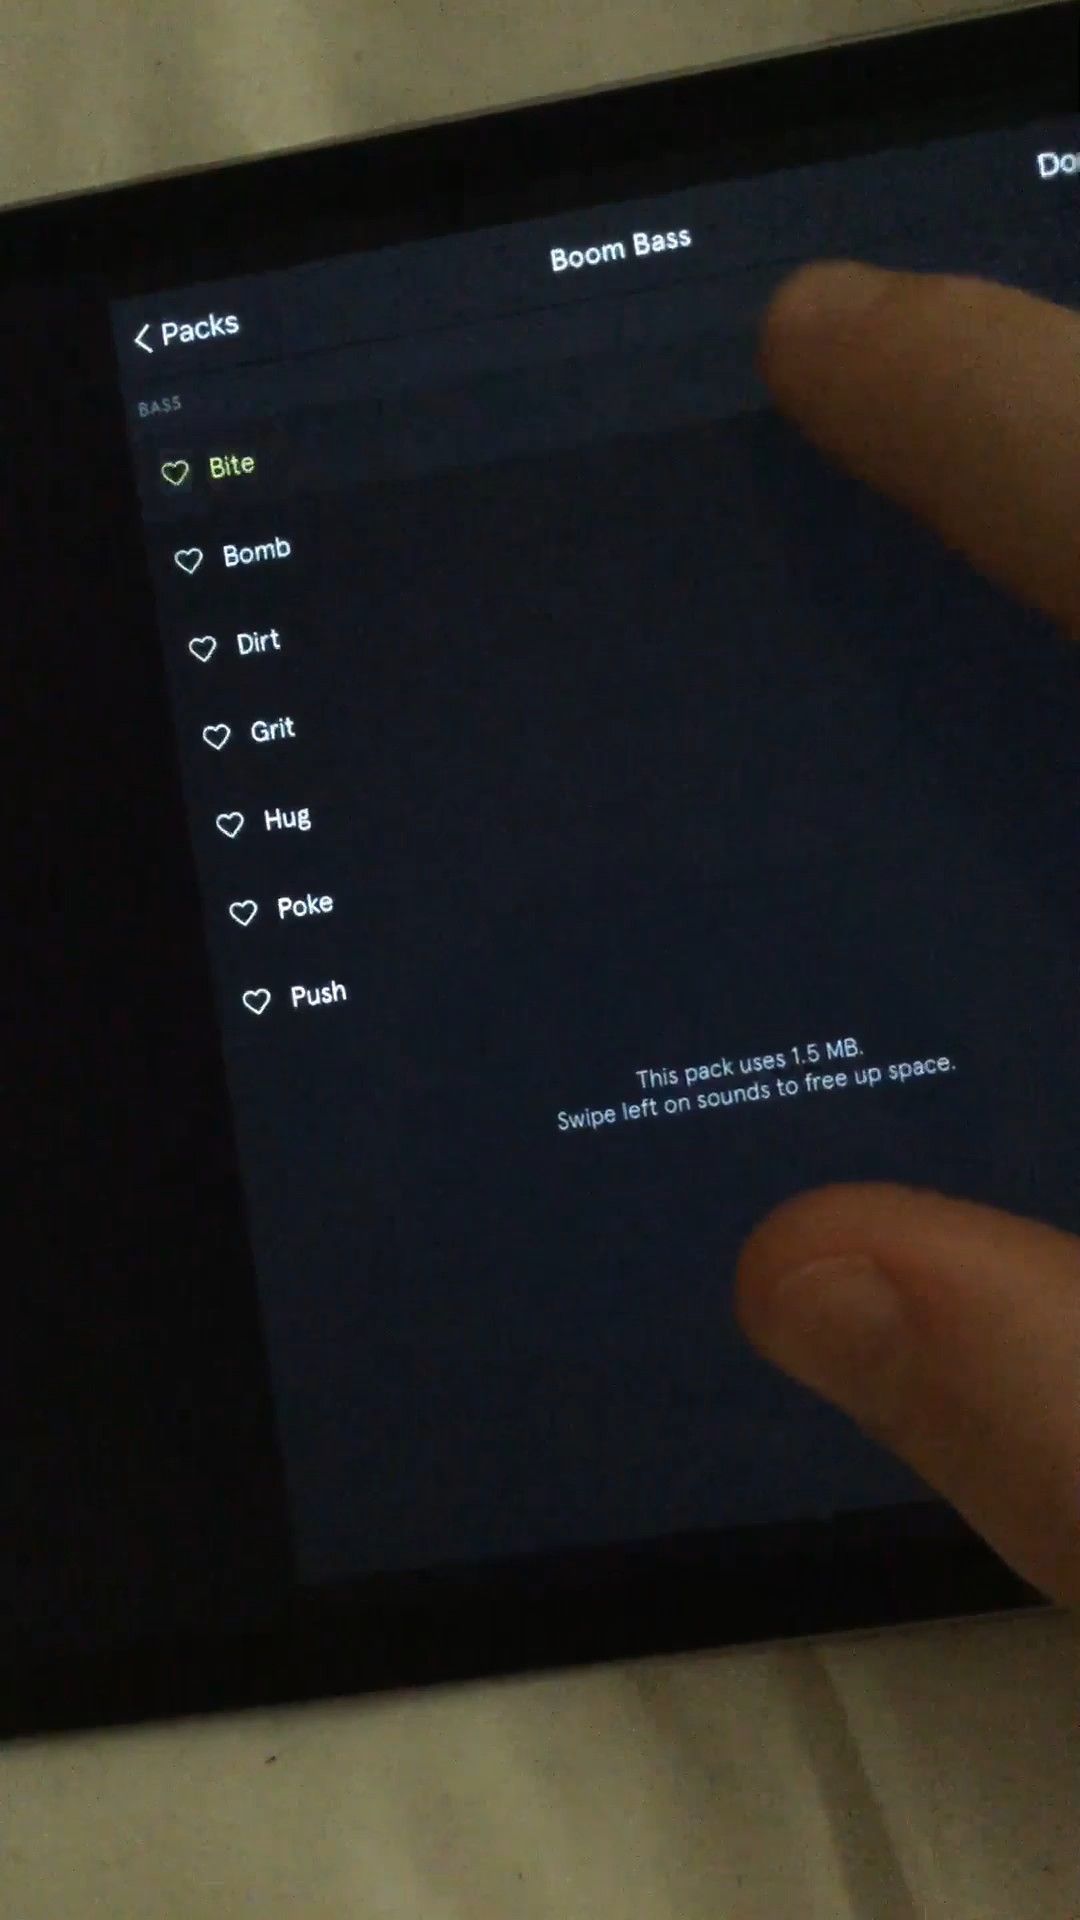 Boom Bass
Packs
BASS
Bite
Bomb
Dirt
Grit
Hug
Poke
Push
This pack uses 1.5 MB.
Swipe left on sounds to free up space.